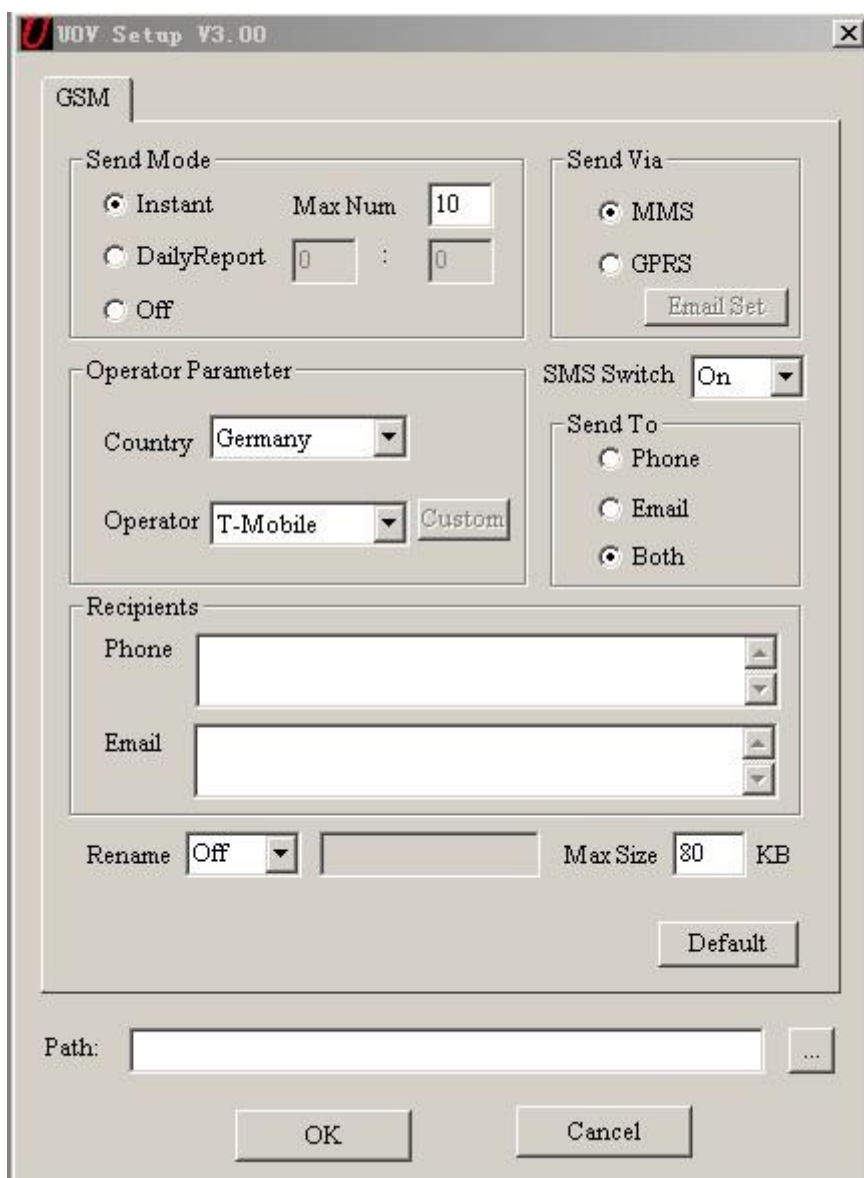 UOV Setup V3.00
GSM
Send Mode
Instant Max Num 10
DailyReport 0 : 0
Off
Send Via
MMS
GPRS
Email Set
Operator Parameter
Country Germany
Operator T-Mobile Custom
SMS Switch On
Send To
Phone
Email
Both
Recipients
Phone
Email
Rename Off Max Size 80 KB
Default
Path: ...
OK Cancel